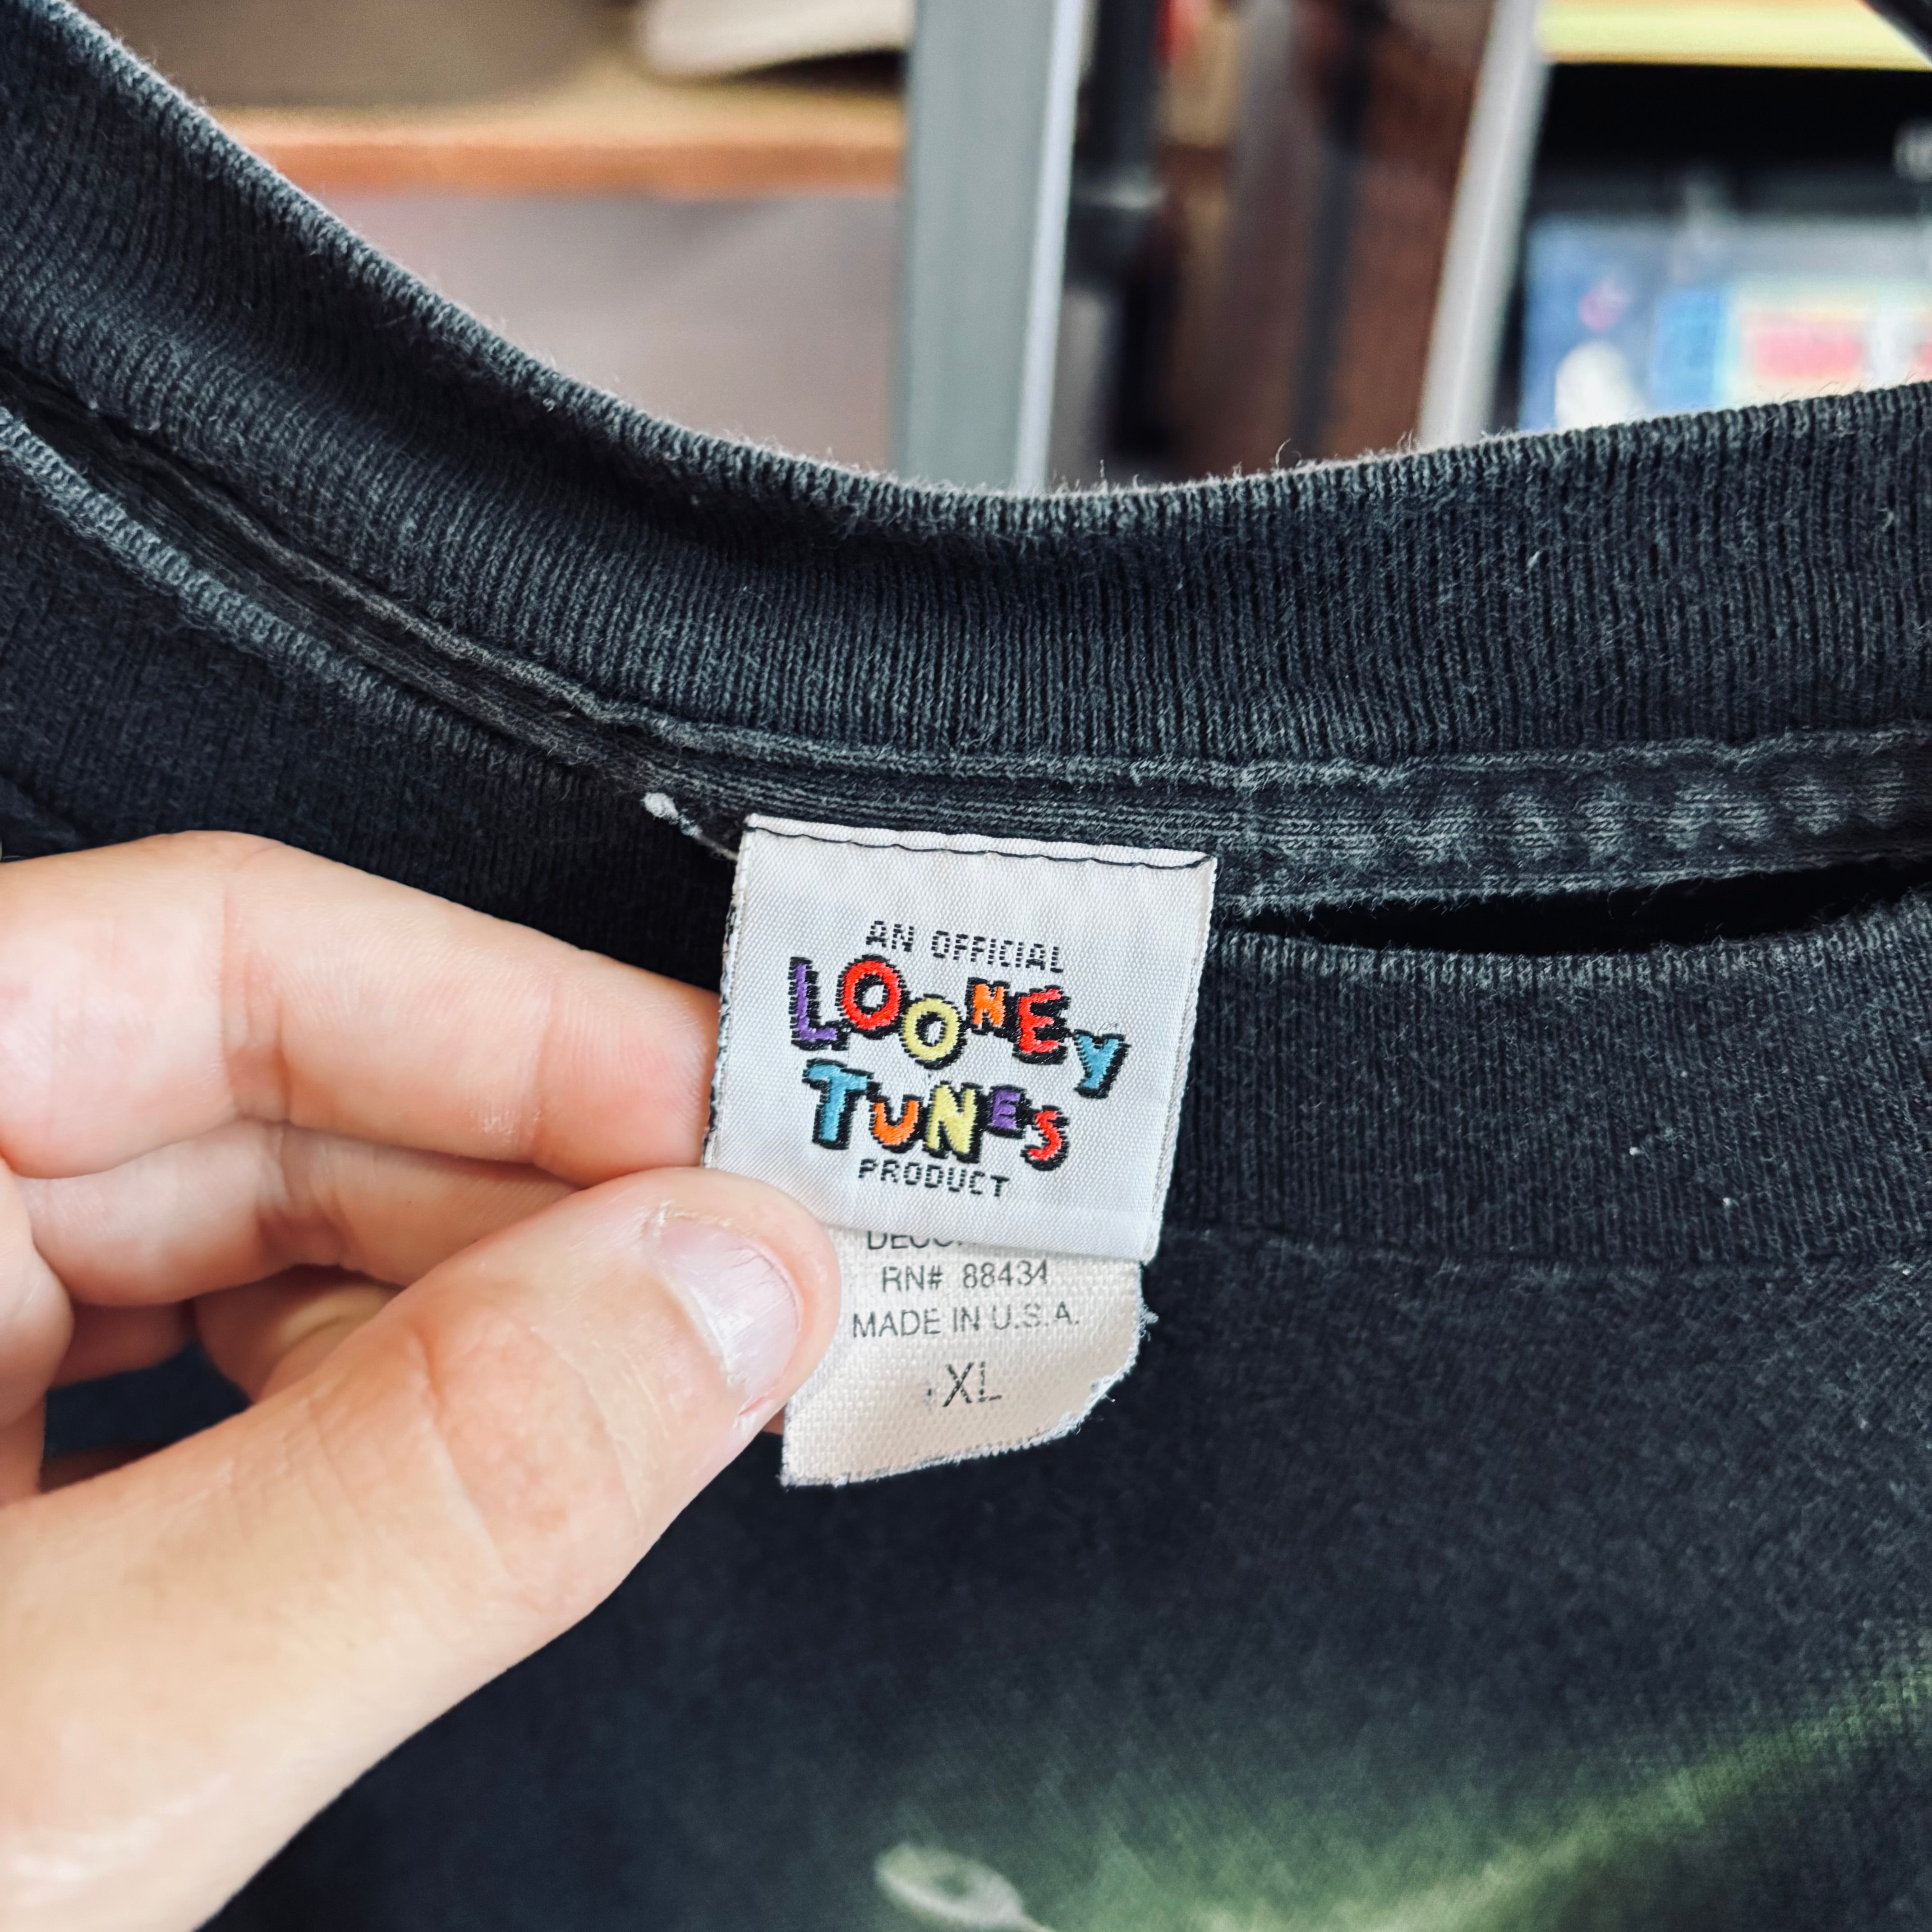 AN OFFICIAL
LOONEY
TUNES
PRODUCT
RN# 88434
MADE IN U.S.A.
XL